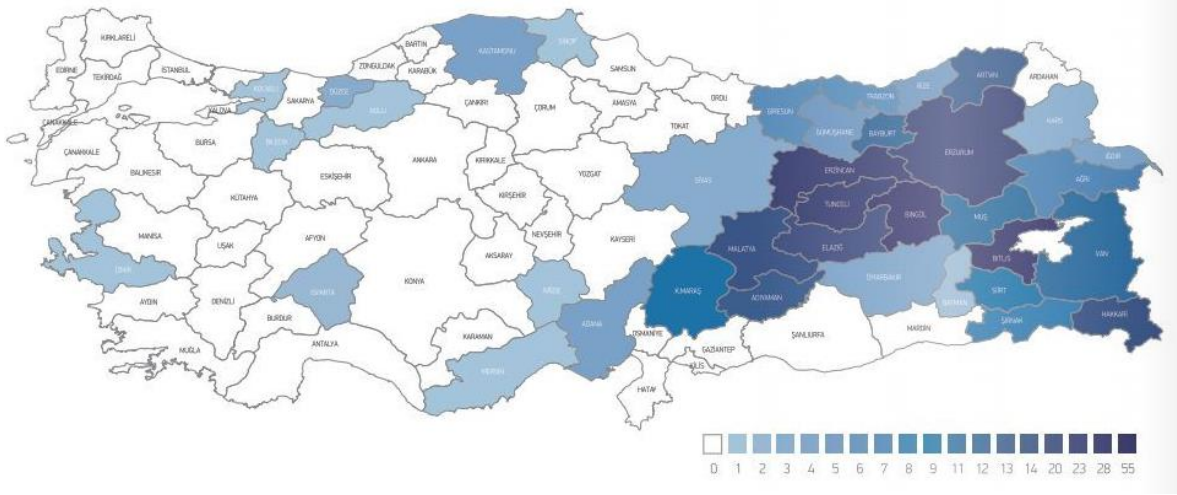 KIRKLARELİ
EDİRNE
TEKİRDAĞ
İSTANBUL
KOCAELİ
YALOVA
SAKARYA
DÜZCE
ZONGULDAK
BARTIN
KARABÜK
KASTAMONU
SİNOP
SAMSUN
ORDU
GİRESUN
TRABZON
RİZE
ARTVİN
ARDAHAN
ÇANAKKALE
ÇANAKKALE
BURSA
BİLECİK
BOLU
ÇANKIRI
ÇORUM
AMASYA
TOKAT
GÜMÜŞHANE
BAYBURT
ERZURUM
KARS
IĞDIR
BALIKESİR
KÜTAHYA
ESKİŞEHİR
ANKARA
KIRIKKALE
YOZGAT
SİVAS
ERZİNCAN
AĞRI
MANİSA
UŞAK
AFYON
KIRŞEHİR
NEVŞEHİR
KAYSERİ
MALATYA
TUNCELİ
ELAZIĞ
BİNGÖL
MUŞ
BİTLİS
VAN
İZMİR
AYDIN
DENİZLİ
ISPARTA
BURDUR
KONYA
AKSARAY
NİĞDE
ADANA
K.MARAŞ
ADIYAMAN
DİYARBAKIR
BATMAN
SİİRT
ŞIRNAK
HAKKARİ
MUĞLA
ANTALYA
KARAMAN
MERSİN
OSMANİYE
GAZİANTEP
KİLİS
HATAY
ŞANLIURFA
MARDİN
0 1 2 3 4 5 6 7 8 9 11 12 13 14 20 23 28 55